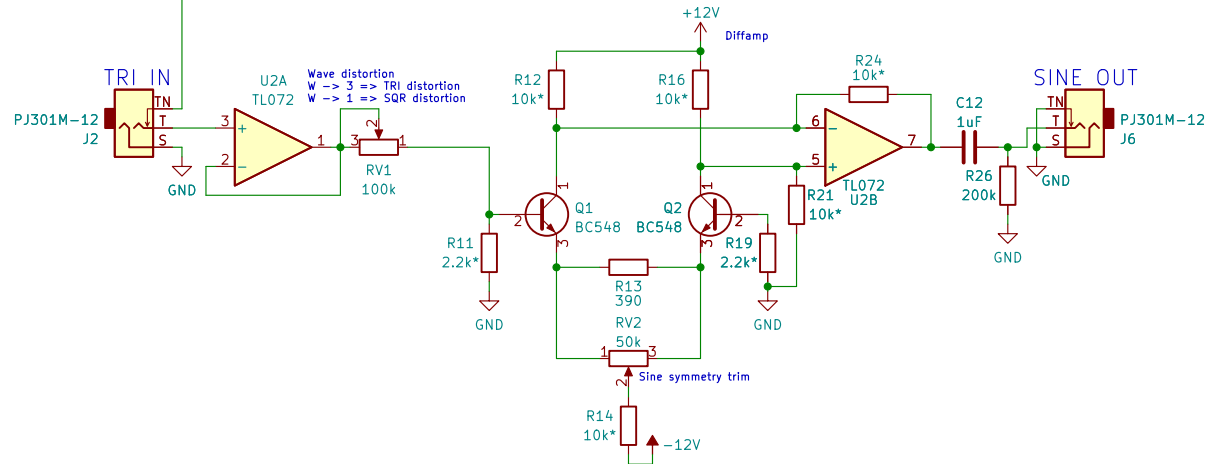 +12V
Diffamp
TRI IN
TN
PJ301M-12
T
J2
S
GND
U2A
TL072
3
+
2
−
1
Wave distortion
W -> 3 => TRI distortion
W -> 1 => SQR distortion
2
3
1
RV1
100k
R12
10k*
R16
10k*
R24
10k*
6
−
5
+
7
TL072
U2B
C12
1uF
SINE OUT
TN
T
S
PJ301M-12
J6
GND
R26
200k
GND
R11
2.2k*
GND
1
2
3
Q1
BC548
Q2
BC548
1
2
3
R21
10k*
R19
2.2k*
GND
R13
390
RV2
50k
1
3
2
Sine symmetry trim
R14
10k*
-12V